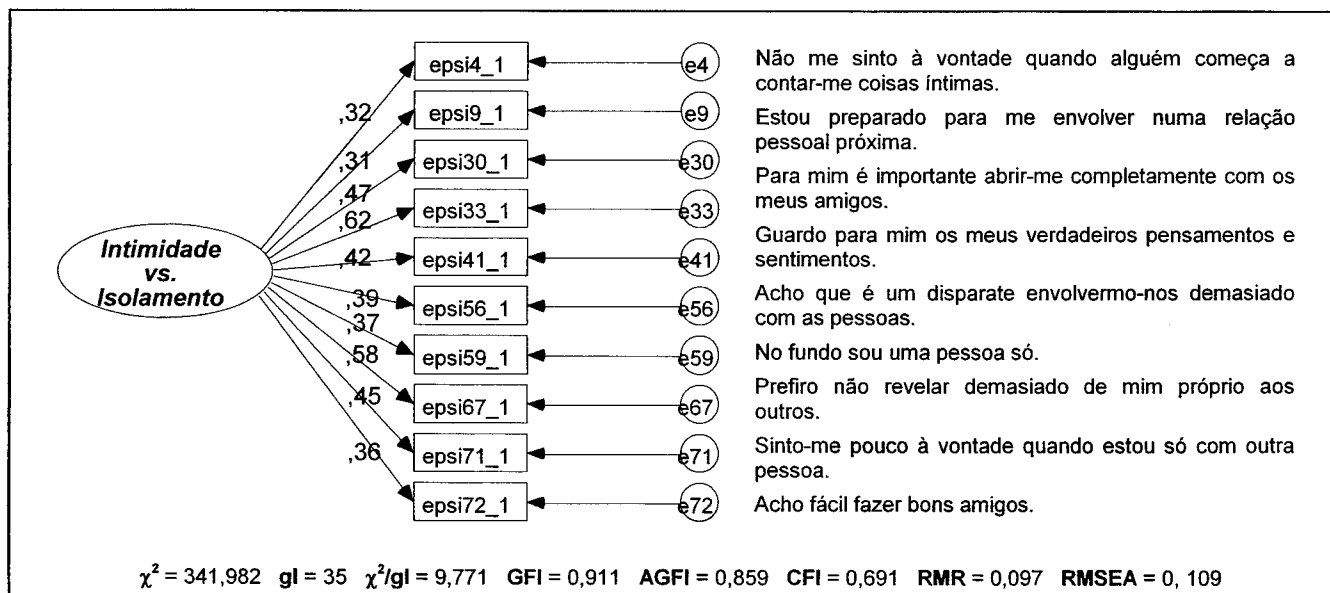 epsi4_1 e4 Não me sinto à vontade quando alguém começa a
contar-me coisas íntimas.
,32 epsi9_1 e9 Estou preparado para me envolver numa relação
pessoal próxima.
,31 epsi30_1 e30
Para mim é importante abrir-me completamente com os
,47 meus amigos.
,62 epsi33_1 e33
Guardo para mim os meus verdadeiros pensamentos e
Intimidade
vs.
Isolamento
,42 epsi41_1 e41 sentimentos.
,39 epsi56_1 e56 Acho que é um disparate envolvermo-nos demasiado
com as pessoas.
,37
,58 epsi59_1 e59 No fundo sou uma pessoa só.
,45 epsi67_1 e67 Prefiro não revelar demasiado de mim próprio aos
outros.
,36 epsi71_1 e71 Sinto-me pouco à vontade quando estou só com outra
pessoa.
epsi72_1 e72 Acho fácil fazer bons amigos.
χ² = 341,982 gl = 35 χ²/gl = 9,771 GFI = 0,911 AGFI = 0,859 CFI = 0,691 RMR = 0,097 RMSEA = 0, 109